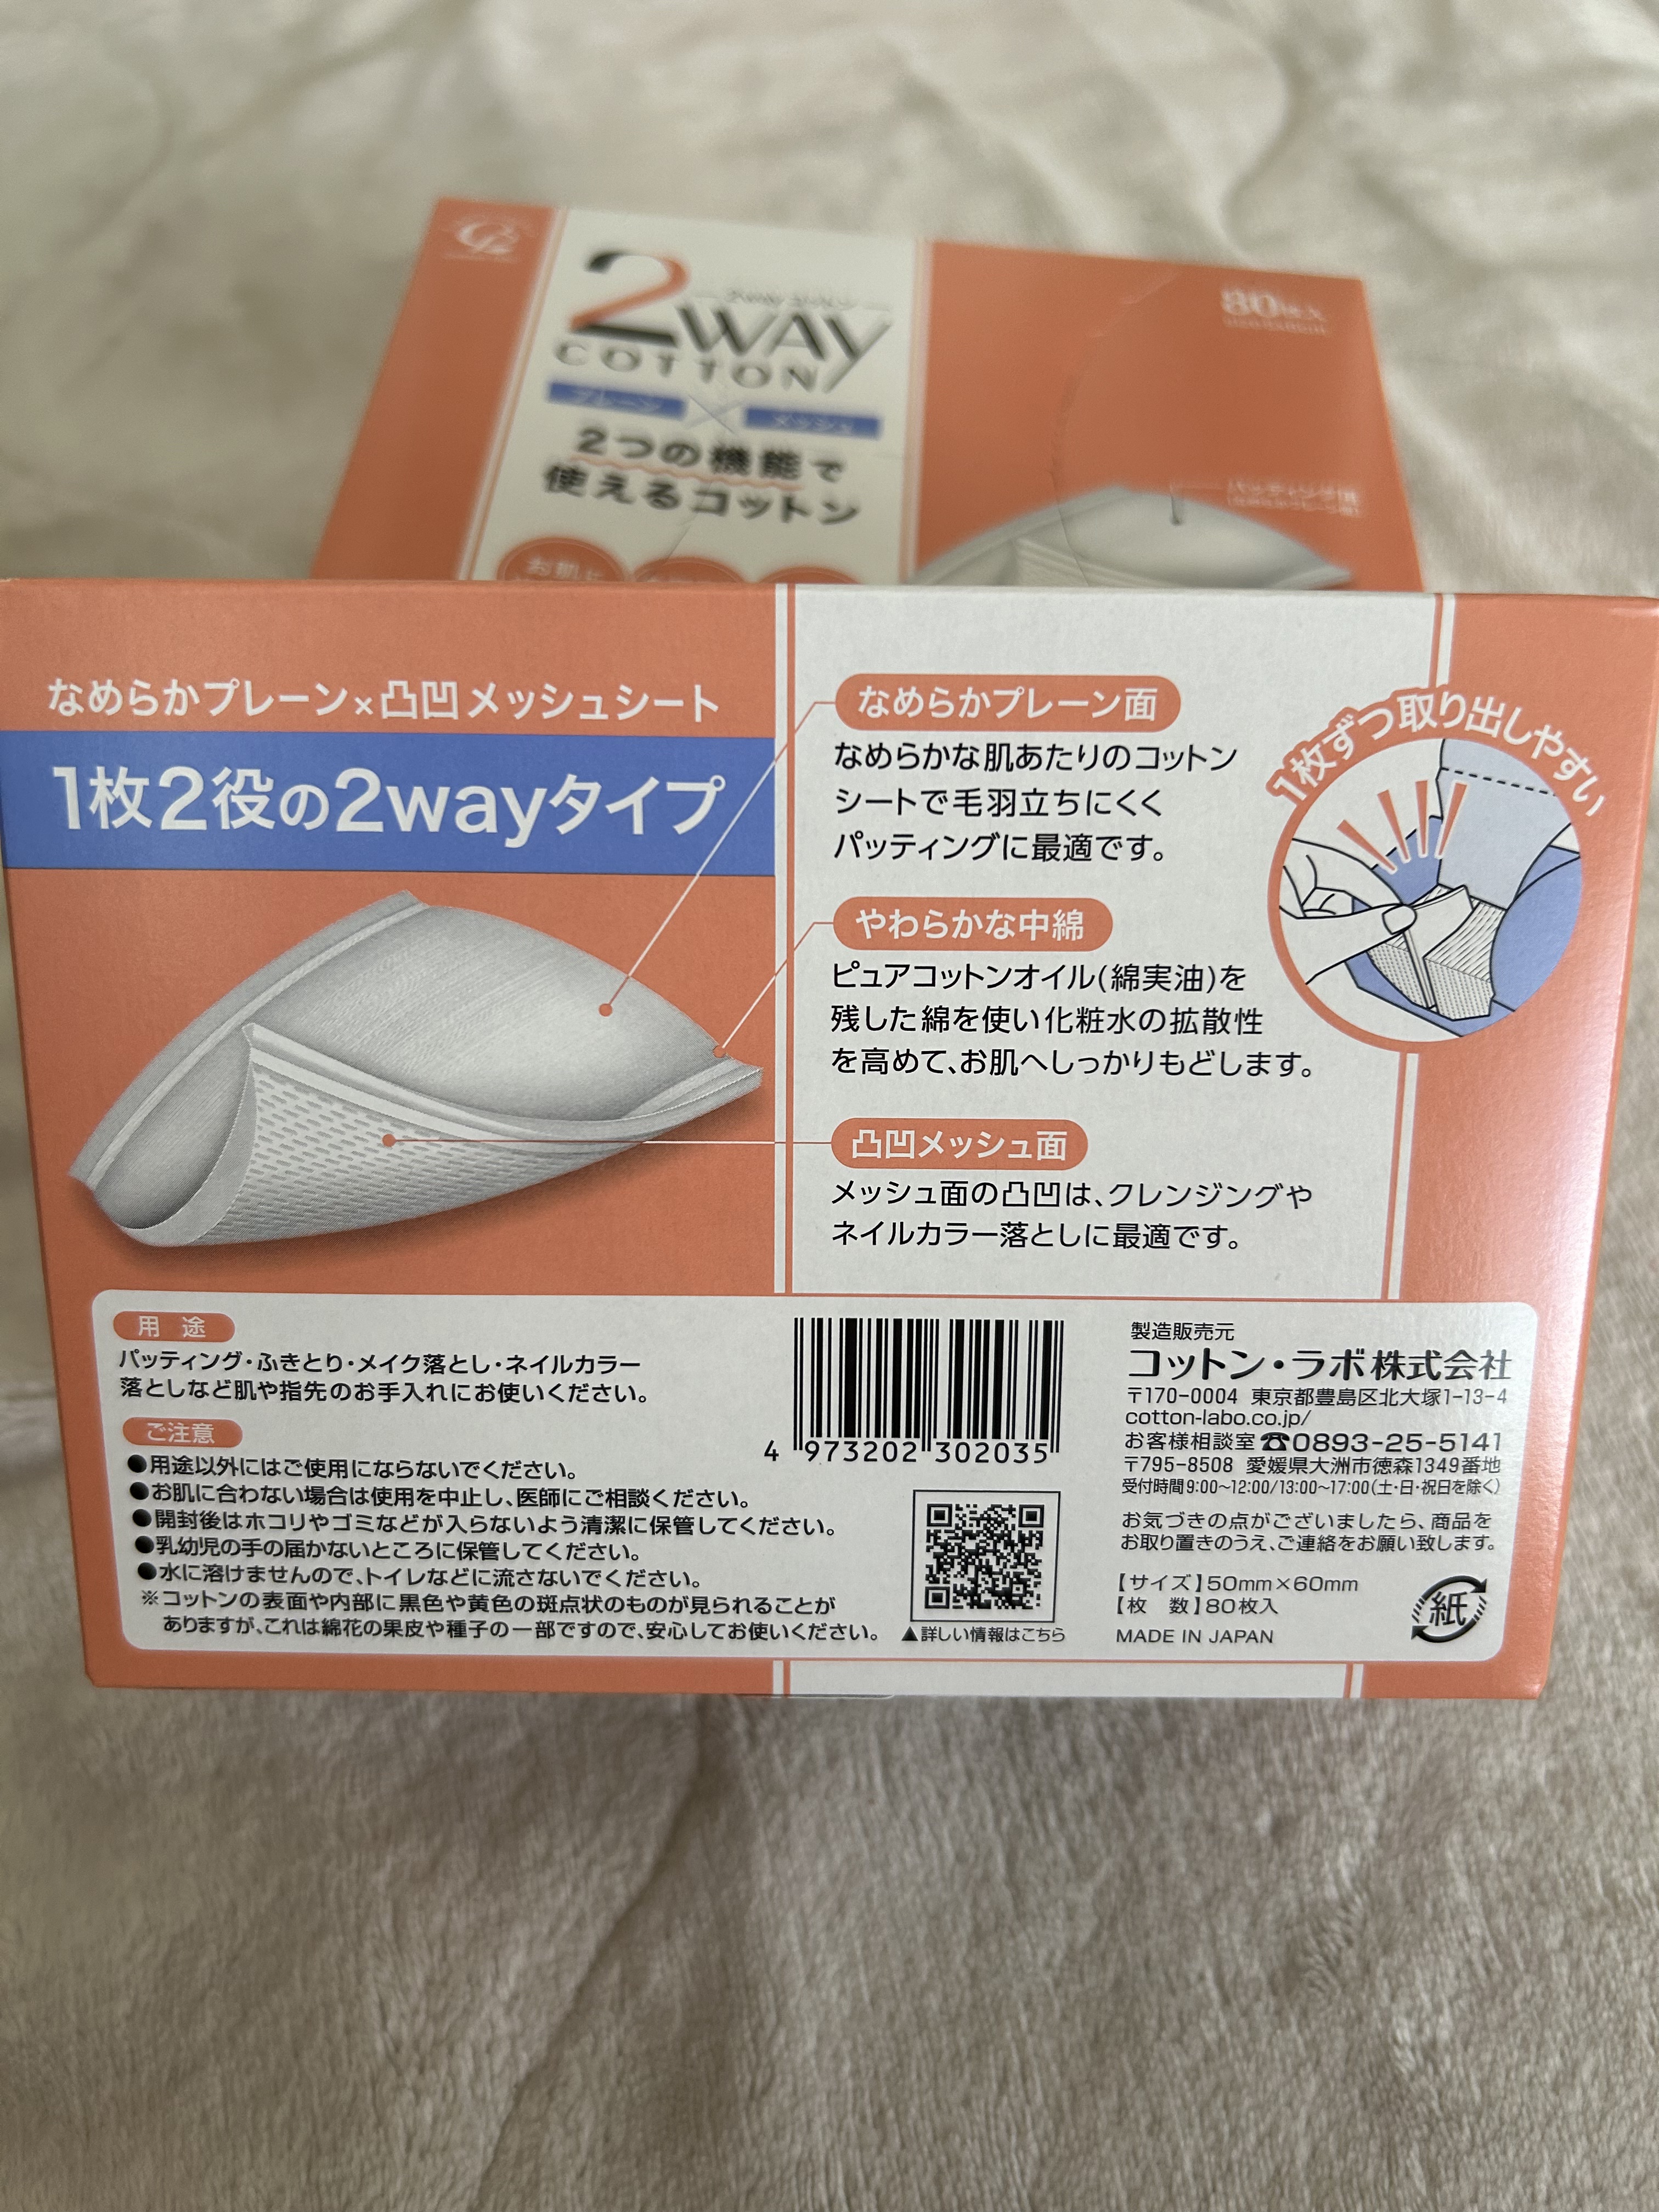 2way
COTTON
プレーン×メッシュ
2つの機能で
使えるコットン
80枚入
お肌に
なめらかプレーン×凸凹メッシュシート
1枚2役の2wayタイプ
なめらかプレーン面
なめらかな肌あたりのコットン
シートで毛羽立ちにくく
パッティングに最適です。
やわらかな中綿
ピュアコットンオイル(綿実油)を
残した綿を使い化粧水の拡散性
を高めて、お肌へしっかりもどします。
凸凹メッシュ面
メッシュ面の凸凹は、クレンジングや
ネイルカラー落としに最適です。
1枚ずつ取り出しやすい
用 途
パッティング・ふきとり・メイク落とし・ネイルカラー
落としなど肌や指先のお手入れにお使いください。
ご注意
●用途以外にはご使用にならないでください。
●お肌に合わない場合は使用を中止し、医師にご相談ください。
●開封後はホコリやゴミなどが入らないよう清潔に保管してください。
●乳幼児の手の届かないところに保管してください。
●水に溶けませんので、トイレなどに流さないでください。
※コットンの表面や内部に黒色や黄色の斑点状のものが見られることが
ありますが、これは綿花の果皮や種子の一部ですので、安心してお使いください。
4 973202 302035
▲詳しい情報はこちら
製造販売元
コットン・ラボ株式会社
〒170-0004 東京都豊島区北大塚1-13-4
cotton-labo.co.jp/
お客様相談室☎0893-25-5141
〒795-8508 愛媛県大洲市徳森1349番地
受付時間9:00~12:00/13:00~17:00(土・日・祝日を除く)
お気づきの点がございましたら、商品を
お取り置きのうえ、ご連絡をお願い致します。
【サイズ】50mm×60mm
【枚 数】80枚入
MADE IN JAPAN
紙